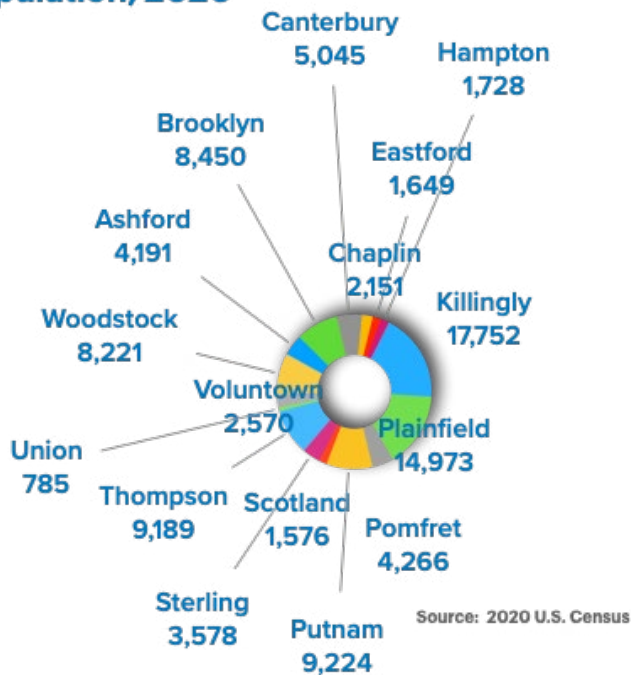 Canterbury
5,045
Hampton
1,728
Brooklyn
8,450
Eastford
1,649
Ashford
4,191
Chaplin
2,151
Killingly
17,752
Woodstock
8,221
Voluntown
2,570
Plainfield
14,973
Union
785
Thompson
9,189
Scotland
1,576
Pomfret
4,266
Sterling
3,578
Putnam
9,224
Source: 2020 U.S. Census